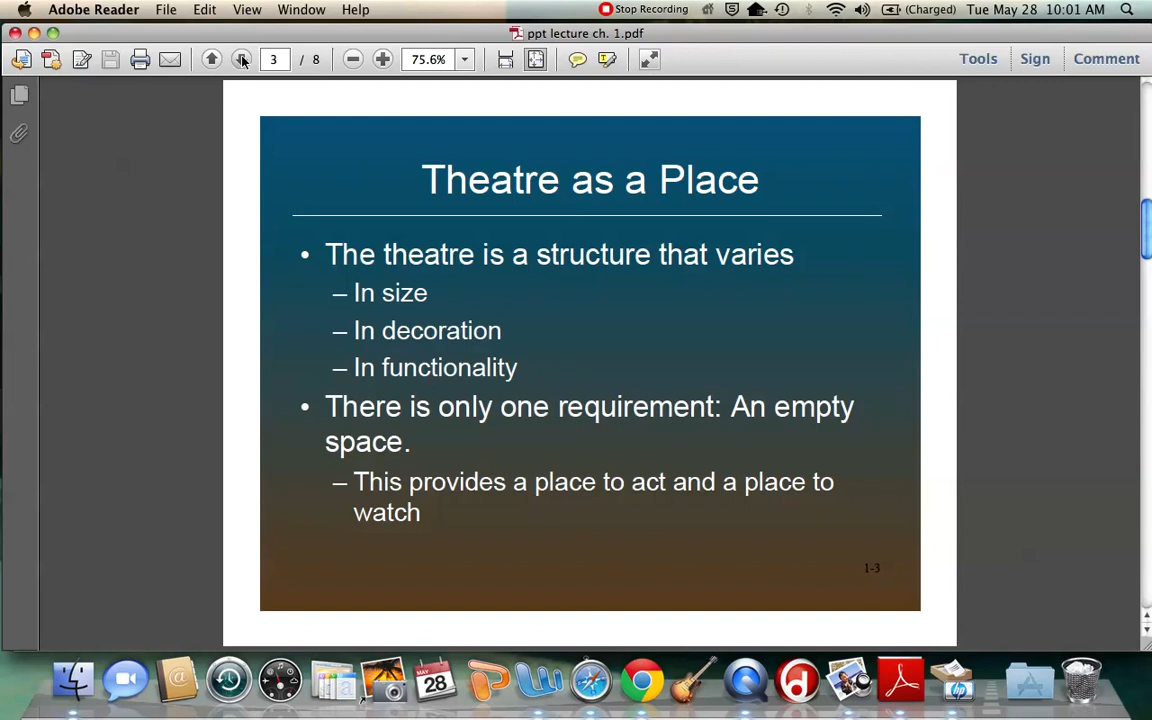 Adobe Reader File Edit View Window Help Stop Recording (Charged) Tue May 28 10:01 AM
ppt lecture ch. 1.pdf
3 / 8 75.6% Tools Sign Comment
Theatre as a Place
• The theatre is a structure that varies
– In size
– In decoration
– In functionality
• There is only one requirement: An empty
space.
– This provides a place to act and a place to
watch
1-3
MAY
28